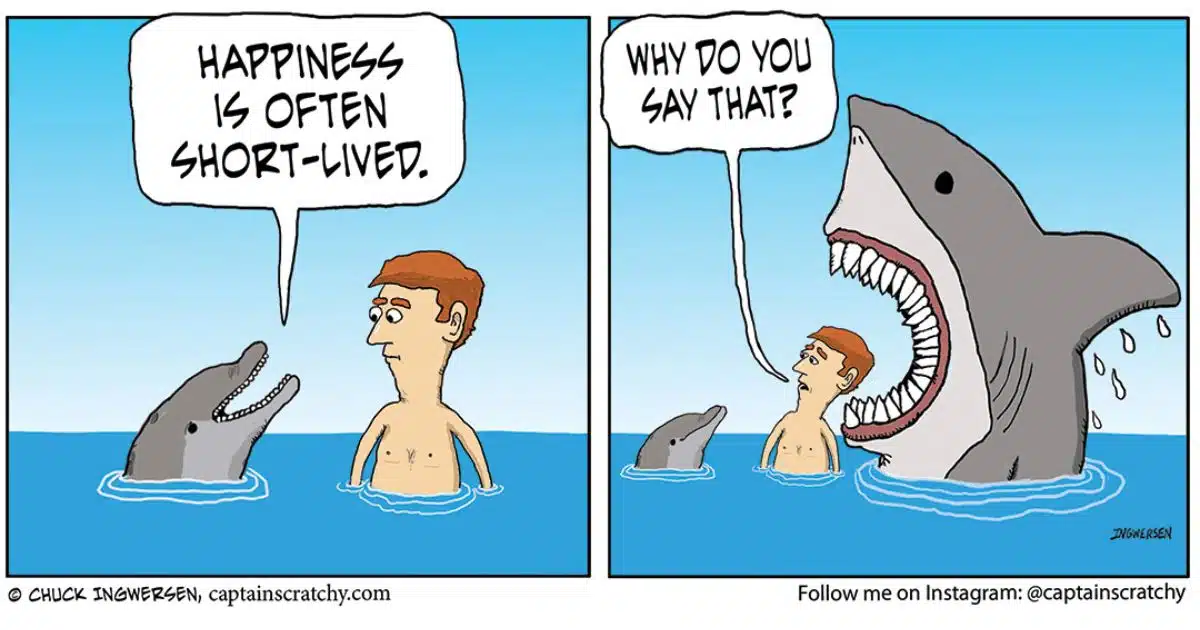 HAPPINESS
IS OFTEN
SHORT-LIVED.
WHY DO YOU
SAY THAT?
INGWERSEN
© CHUCK INGWERSEN, captainscratchy.com
Follow me on Instagram: @captainscratchy